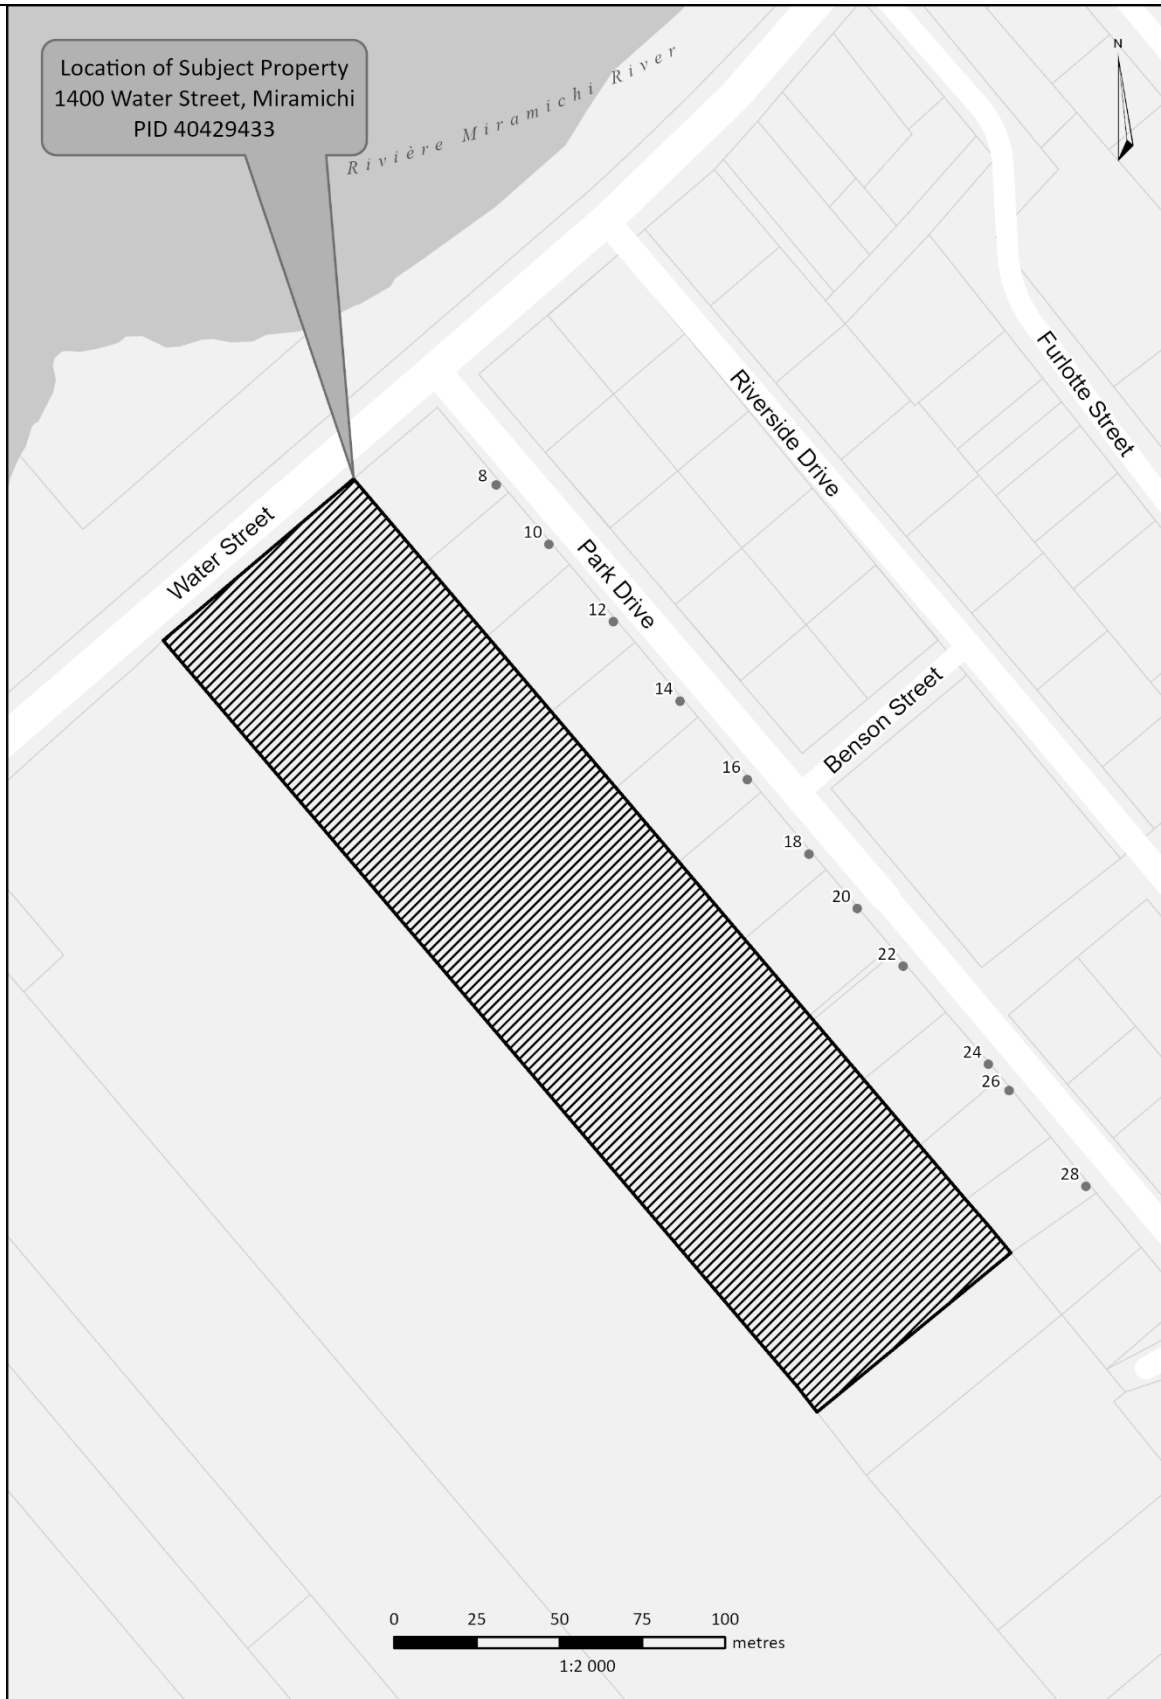 Location of Subject Property
1400 Water Street, Miramichi
PID 40429433
Rivière Miramichi River
N
Furlotte Street
Riverside Drive
Water Street
Park Drive
Benson Street
8
10
12
14
16
18
20
22
24
26
28
0 25 50 75 100
metres
1:2 000